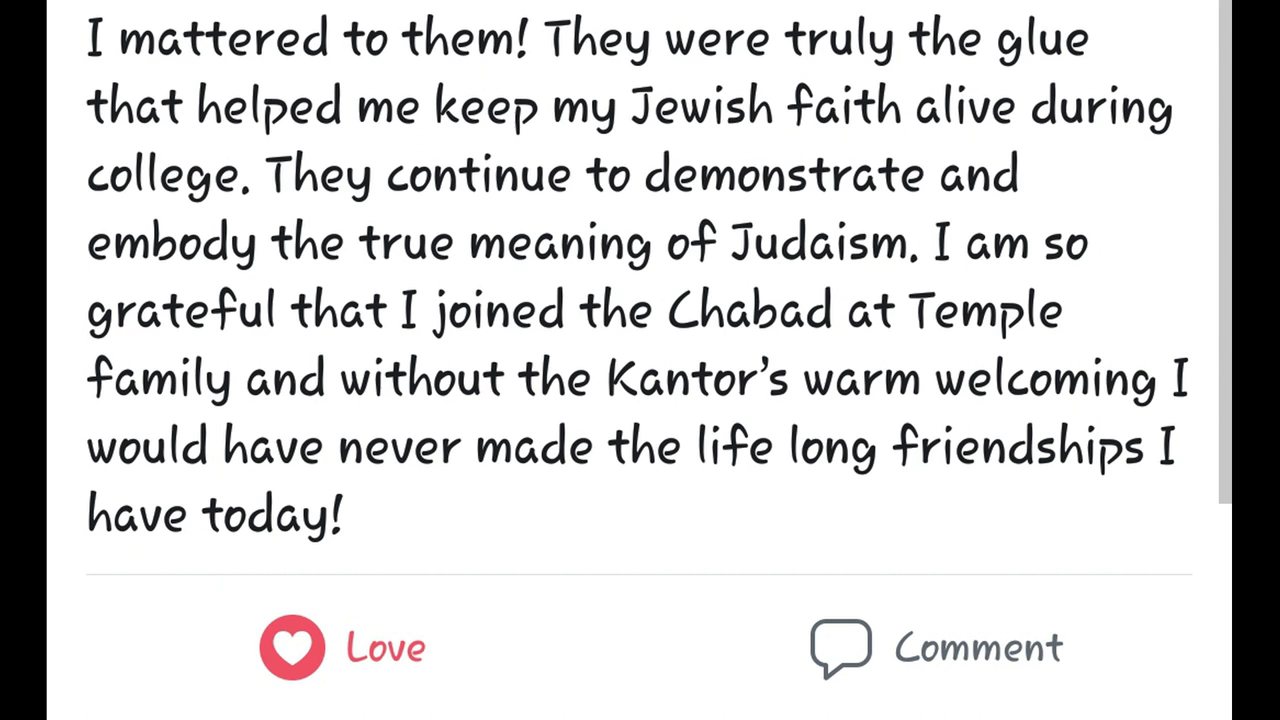 I mattered to them! They were truly the glue
that helped me keep my Jewish faith alive during
college. They continue to demonstrate and
embody the true meaning of Judaism. I am so
grateful that I joined the Chabad at Temple
family and without the Kantor's warm welcoming I
would have never made the life long friendships I
have today!
Love
Comment